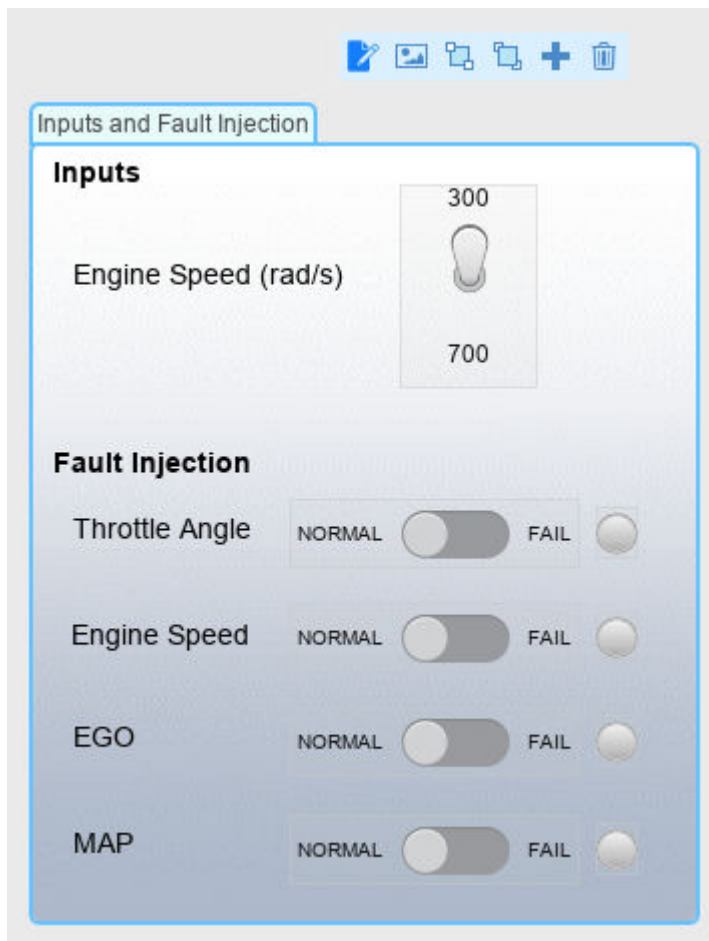 Inputs and Fault Injection
Inputs
300
Engine Speed (rad/s)
700
Fault Injection
Throttle Angle NORMAL FAIL
Engine Speed NORMAL FAIL
EGO NORMAL FAIL
MAP NORMAL FAIL